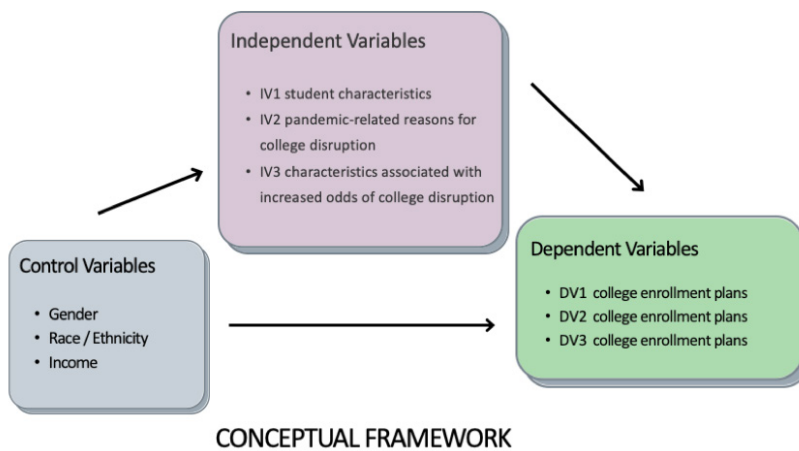 Independent Variables
• IV1 student characteristics
• IV2 pandemic-related reasons for
college disruption
• IV3 characteristics associated with
increased odds of college disruption
Control Variables
• Gender
• Race / Ethnicity
• Income
Dependent Variables
• DV1 college enrollment plans
• DV2 college enrollment plans
• DV3 college enrollment plans
CONCEPTUAL FRAMEWORK